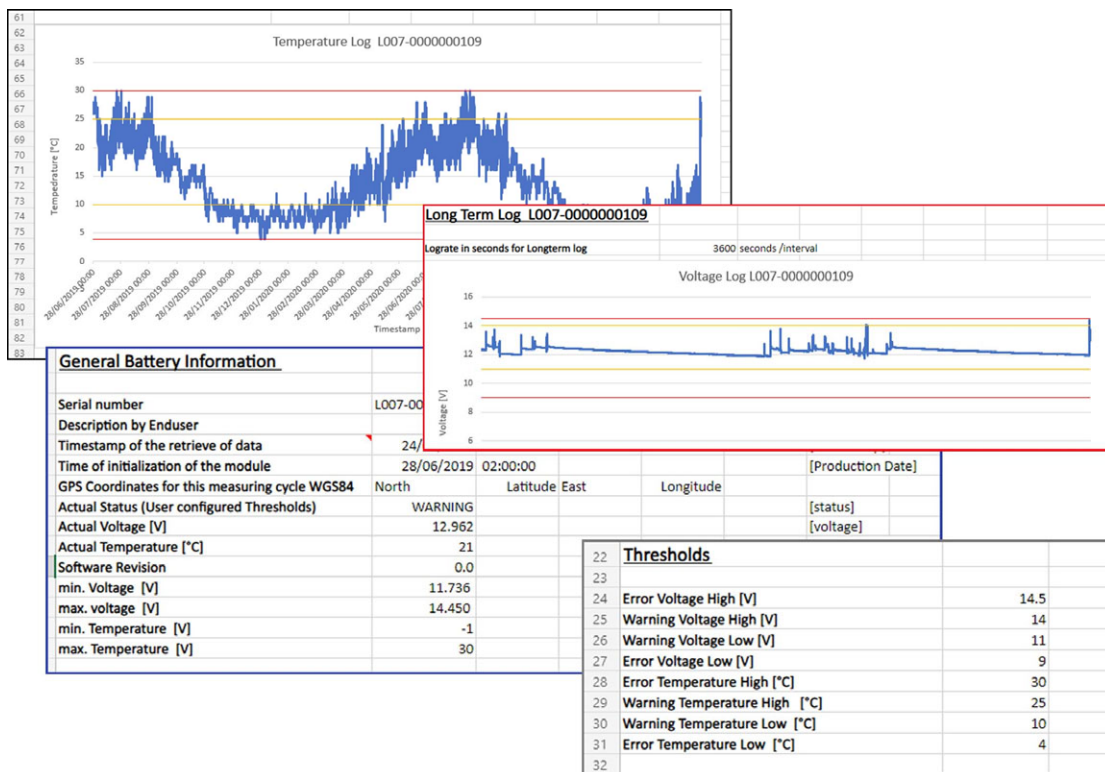 61
62
63
64
65
66
67
68
69
70
71
72
73
74
75
76
77
78
79
80
81
82
83
Temperature Log L007-0000000109
35
30
25
20
15
10
5
0
Tempedrature [°C]
28/06/2019 00:00
28/07/2019 00:00
28/08/2019 00:00
28/09/2019 00:00
28/10/2019 00:00
28/11/2019 00:00
28/12/2019 00:00
28/01/2020 00:00
28/02/2020 00:00
28/03/2020 00:00
28/04/2020 00:00
28/05/2020 00:00
28/06/2020 00:00
Timestamp
Long Term Log L007-0000000109
Lograte in seconds for Longterm log 3600 seconds /interval
Voltage Log L007-0000000109
16
14
12
10
8
6
Voltage [V]
General Battery Information
Serial number L007-00
Description by Enduser
Timestamp of the retrieve of data 24/
Time of initialization of the module 28/06/2019 02:00:00 [Production Date]
GPS Coordinates for this measuring cycle WGS84 North Latitude East Longitude
Actual Status (User configured Thresholds) WARNING [status]
Actual Voltage [V] 12.962 [voltage]
Actual Temperature [°C] 21
Software Revision 0.0
min. Voltage [V] 11.736
max. voltage [V] 14.450
min. Temperature [V] -1
max. Temperature [V] 30
22 Thresholds
23
24 Error Voltage High [V] 14.5
25 Warning Voltage High [V] 14
26 Warning Voltage Low [V] 11
27 Error Voltage Low [V] 9
28 Error Temperature High [°C] 30
29 Warning Temperature High [°C] 25
30 Warning Temperature Low [°C] 10
31 Error Temperature Low [°C] 4
32